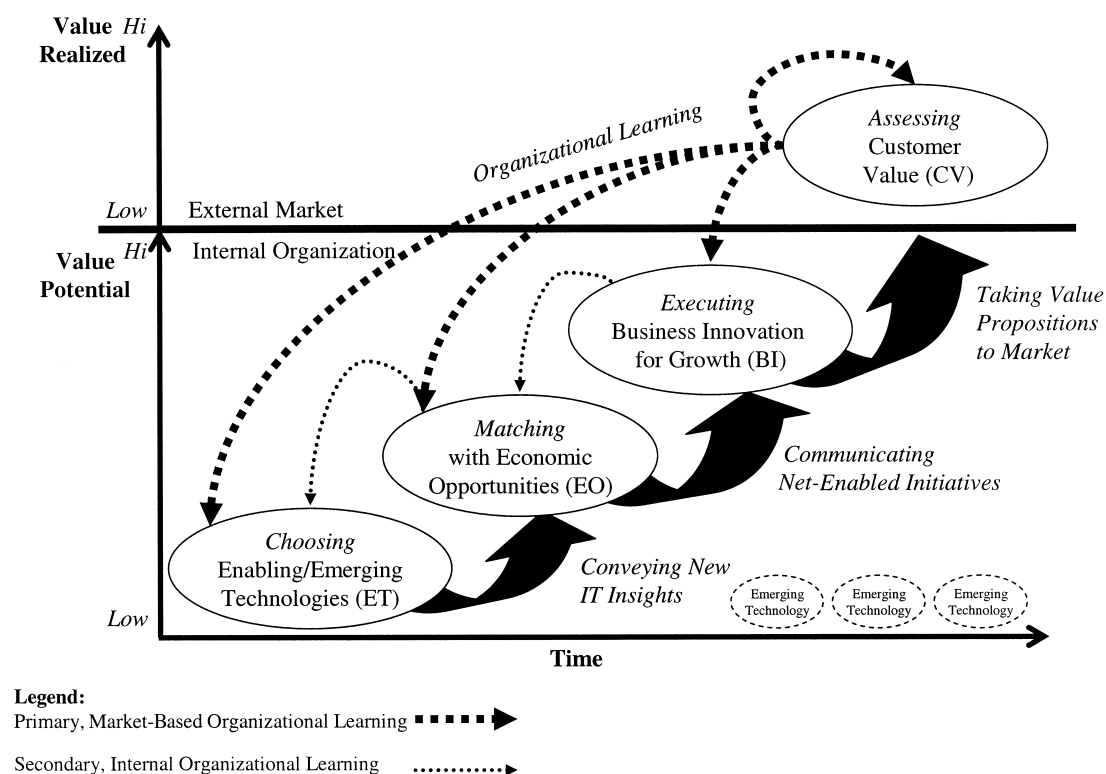 Value Hi
Realized
Organizational Learning
Assessing
Customer
Value (CV)
Low
External Market
Hi
Internal Organization
Value
Potential
Executing
Business Innovation
for Growth (BI)
Taking Value
Propositions
to Market
Matching
with Economic
Opportunities (EO)
Communicating
Net-Enabled Initiatives
Choosing
Enabling/Emerging
Technologies (ET)
Conveying New
IT Insights
Emerging
Technology
Emerging
Technology
Emerging
Technology
Low
Time
Legend:
Primary, Market-Based Organizational Learning
Secondary, Internal Organizational Learning